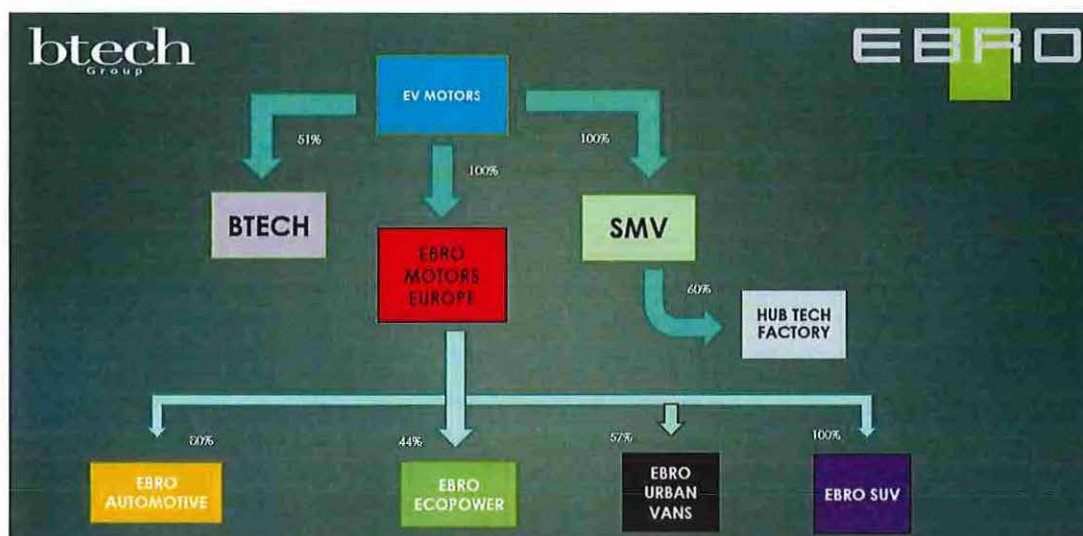 btech
Group
EBRO
EV MOTORS
51%
100%
100%
BTECH
EBRO
MOTORS
EUROPE
SMV
60%
HUB TECH
FACTORY
80%
44%
57%
100%
EBRO
AUTOMOTIVE
EBRO
ECOPOWER
EBRO
URBAN
VANS
EBRO SUV